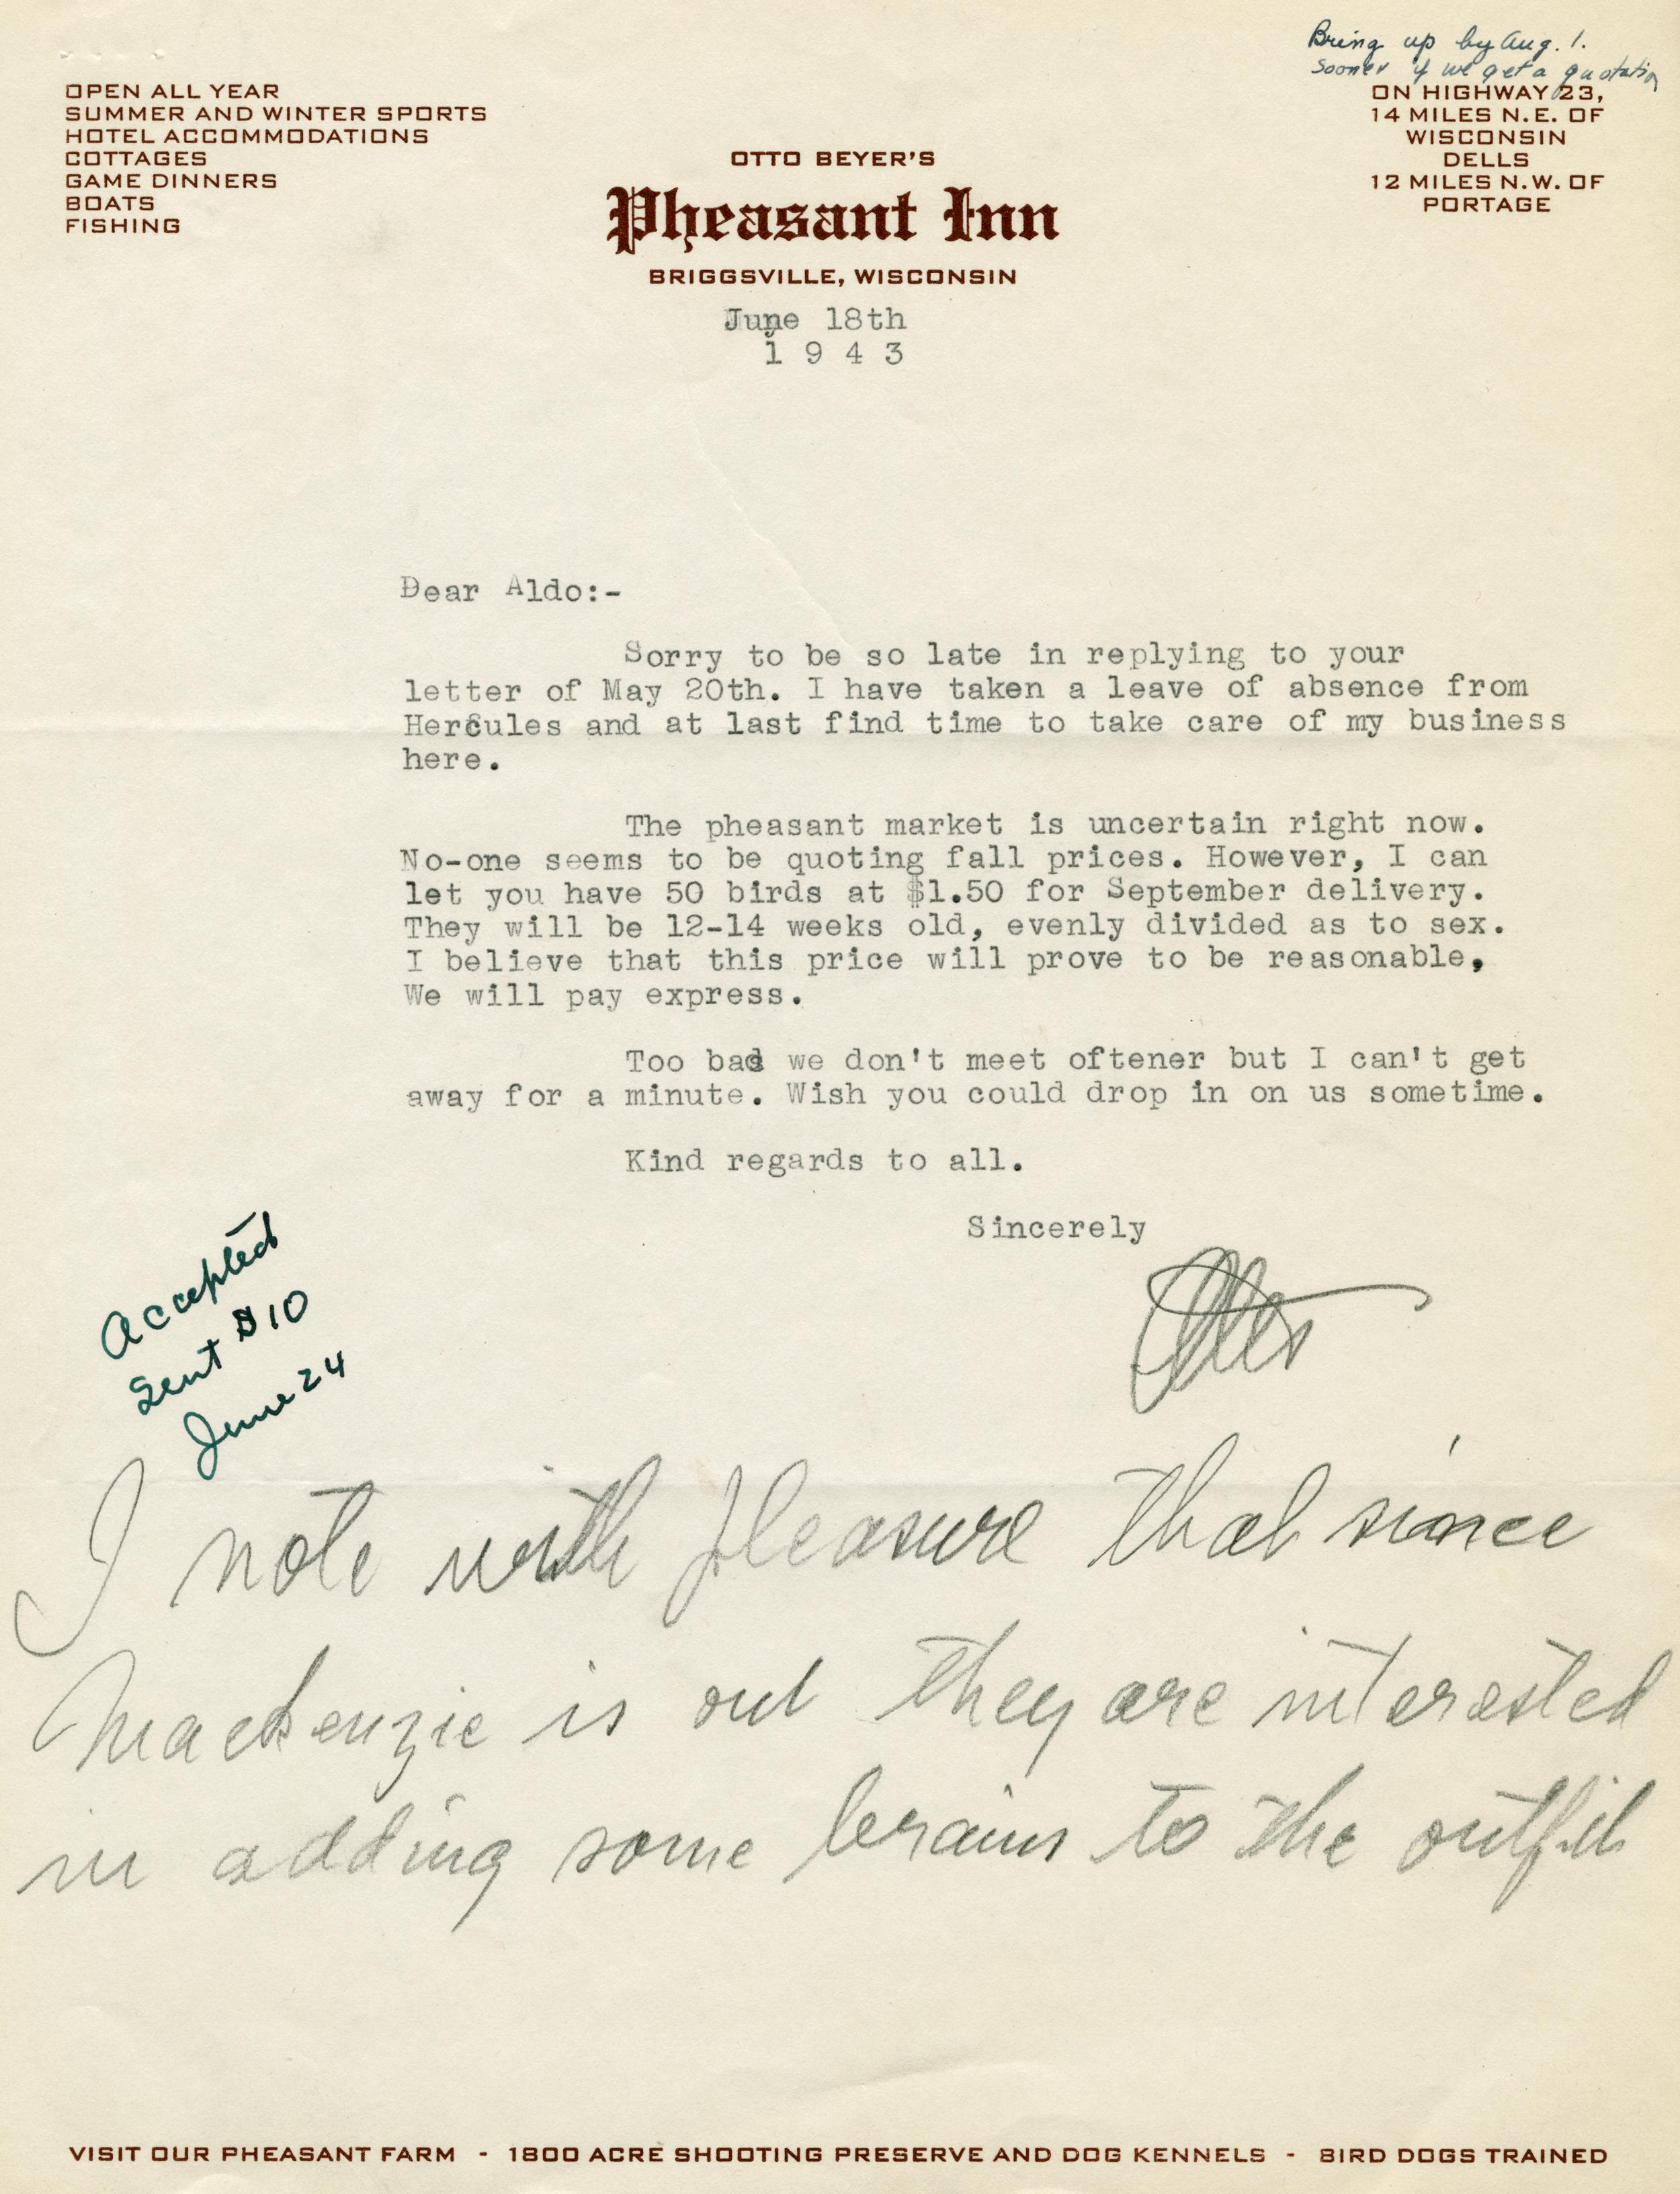 Bring up by Aug. 1.
Sooner if we get a quotation
OPEN ALL YEAR
SUMMER AND WINTER SPORTS
HOTEL ACCOMMODATIONS
COTTAGES
GAME DINNERS
BOATS
FISHING
OTTO BEYER'S
Pheasant Inn
BRIGGSVILLE, WISCONSIN
ON HIGHWAY 23,
14 MILES N.E. OF
WISCONSIN
DELLS
12 MILES N.W. OF
PORTAGE
June 18th
1 9 4 3
Dear Aldo:-
Sorry to be so late in replying to your
letter of May 20th. I have taken a leave of absence from
Hercules and at last find time to take care of my business
here.
The pheasant market is uncertain right now.
No-one seems to be quoting fall prices. However, I can
let you have 50 birds at $1.50 for September delivery.
They will be 12-14 weeks old, evenly divided as to sex.
I believe that this price will prove to be reasonable,
We will pay express.
Too bad we don't meet oftener but I can't get
away for a minute. Wish you could drop in on us sometime.
Kind regards to all.
Sincerely
Otto
Accepted
Sent $10
June 24
I note with pleasure that since
Mackenzie is out they are interested
in adding some brains to the outfit
VISIT OUR PHEASANT FARM - 1800 ACRE SHOOTING PRESERVE AND DOG KENNELS - BIRD DOGS TRAINED